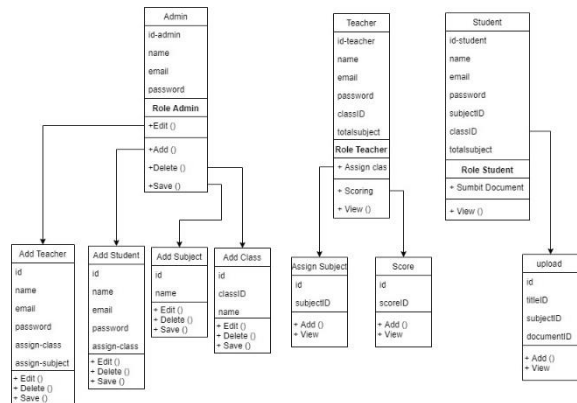 Admin
id-admin
name
email
password
Role Admin
+Edit ()
+Add ()
+Delete ()
+Save ()
Teacher
id-teacher
name
email
password
classID
totalsubject
Role Teacher
+ Assign clas
+ Scoring
+ View ()
Student
id-student
name
email
password
subjectID
classID
totalsubject
Role Student
+ Sumbit Document
+ View ()
Add Teacher
id
name
email
password
assign-class
assign-subject
+ Edit ()
+ Delete ()
+ Save ()
Add Student
id
name
email
password
assign-class
+ Edit ()
+ Delete ()
+ Save ()
Add Subject
id
name
+ Edit ()
+ Delete ()
+ Save ()
Add Class
id
classID
name
+ Edit ()
+ Delete ()
+ Save ()
Assign Subject
id
subjectID
+ Add ()
+ View
Score
id
scoreID
+ Add ()
+ View
upload
id
titleID
subjectID
documentID
+ Add ()
+ View